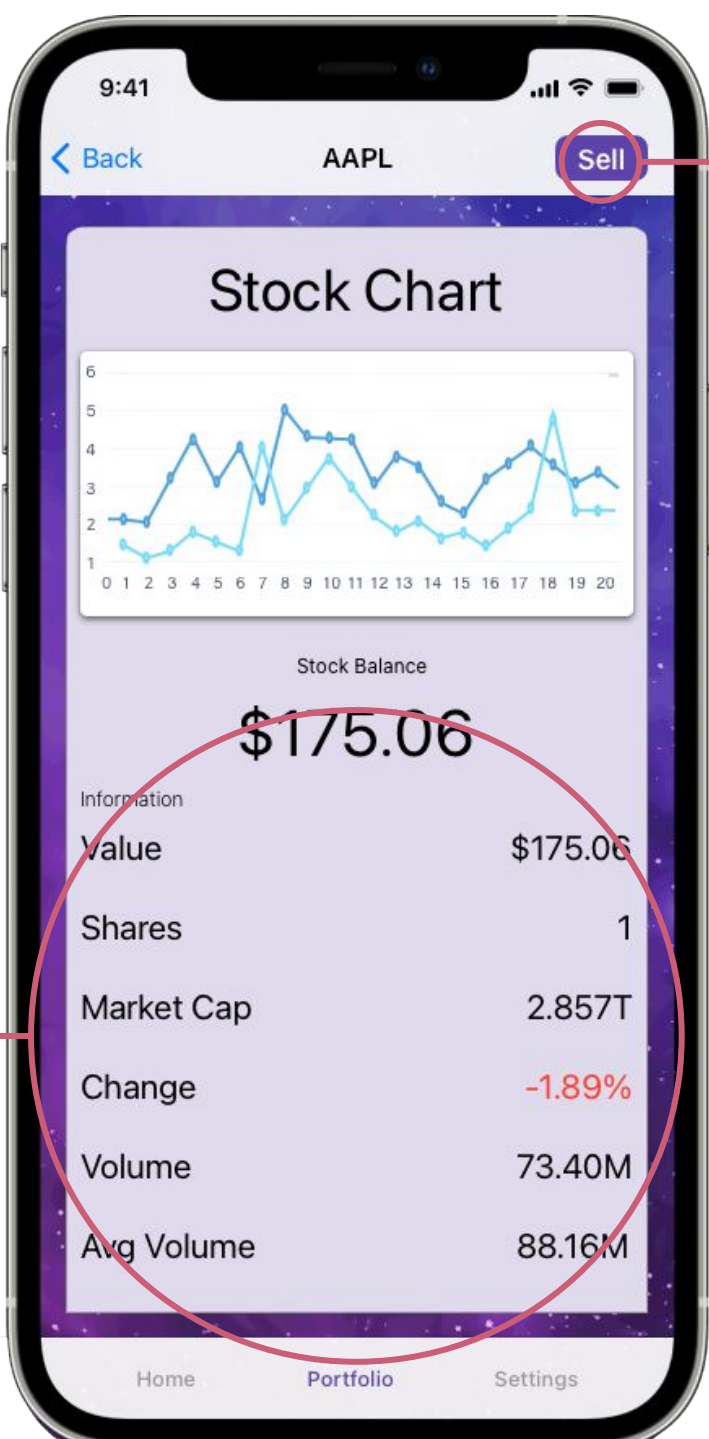 9:41
Back AAPL Sell
Stock Chart
6
5
4
3
2
1
0 1 2 3 4 5 6 7 8 9 10 11 12 13 14 15 16 17 18 19 20
Stock Balance
$175.06
Information
Value $175.06
Shares 1
Market Cap 2.857T
Change -1.89%
Volume 73.40M
Avg Volume 88.16M
Home Portfolio Settings